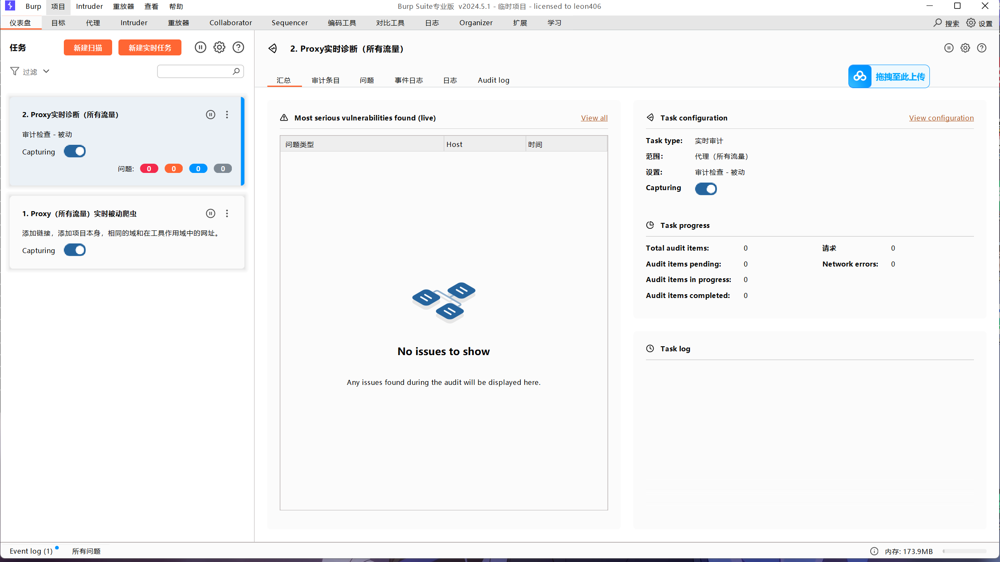 Burp 项目 Intruder 重放器 查看 帮助 Burp Suite专业版 v2024.5.1 - 临时项目 - licensed to leon406
仪表盘 目标 代理 Intruder 重放器 Collaborator Sequencer 编码工具 对比工具 日志 Organizer 扩展 学习 搜索 设置
任务 新建扫描 新建实时任务
过滤
2. Proxy实时诊断（所有流量）
审计检查 - 被动
Capturing
问题: 0 0 0 0
1. Proxy（所有流量）实时被动爬虫
添加链接，添加项目本身，相同的域和在工具作用域中的网址。
Capturing
2. Proxy实时诊断（所有流量）
拖拽至此上传
汇总 审计条目 问题 事件日志 日志 Audit log
Most serious vulnerabilities found (live) View all
问题类型 Host 时间
No issues to show
Any issues found during the audit will be displayed here.
Task configuration View configuration
Task type: 实时审计
范围: 代理（所有流量）
设置: 审计检查 - 被动
Capturing
Task progress
Total audit items: 0 请求 0
Audit items pending: 0 Network errors: 0
Audit items in progress: 0
Audit items completed: 0
Task log
Event log (1) 所有问题 内存: 173.9MB